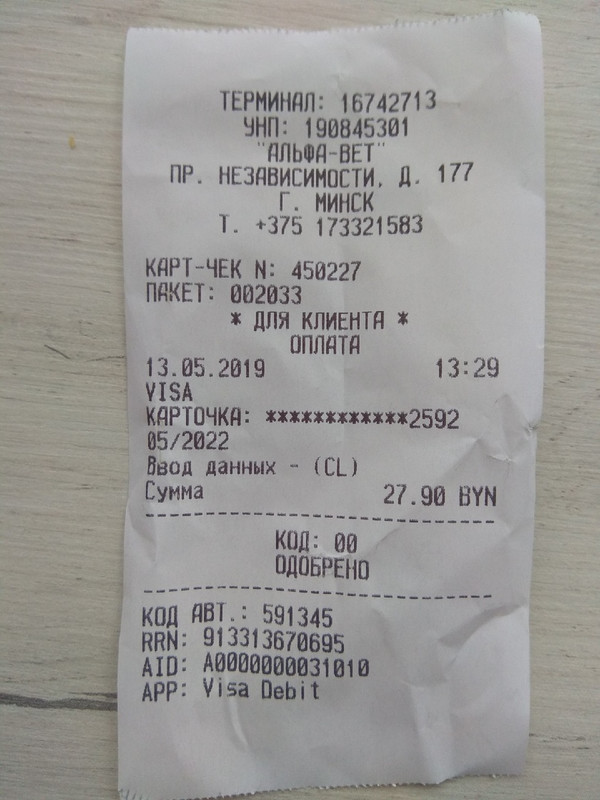 ТЕРМИНАЛ: 16742713
УНП: 190845301
"АЛЬФА-ВЕТ"
ПР. НЕЗАВИСИМОСТИ, Д. 177
Г. МИНСК
Т. +375 173321583
КАРТ-ЧЕК N: 450227
ПАКЕТ: 002033
* ДЛЯ КЛИЕНТА *
ОПЛАТА
13.05.2019 13:29
VISA
КАРТОЧКА: ************2592
05/2022
Ввод данных - (CL)
Сумма 27.90 BYN
------------------------------
КОД: 00
ОДОБРЕНО
------------------------------
КОД АВТ.: 591345
RRN: 913313670695
AID: A0000000031010
APP: Visa Debit